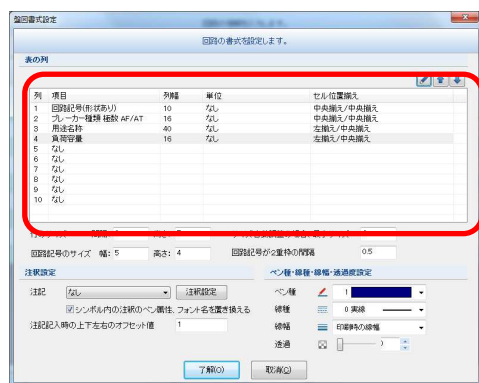 盤図書式設定
回路の書式を設定します。
表の列
列 項目 列幅 単位 セル位置揃え
1 回路記号(形状あり) 10 なし 中央揃え/中央揃え
2 ブレーカー種類 極数 AF/AT 16 なし 中央揃え/中央揃え
3 用途名称 40 なし 左揃え/中央揃え
4 負荷容量 16 なし 左揃え/中央揃え
5 なし
6 なし
7 なし
8 なし
9 なし
10 なし
回路記号のサイズ 幅: 5 高さ: 4 回路記号が2重枠の間隔 0.5
注釈設定 ペン種・線種・線幅・透過度設定
注記 なし 注釈設定 ペン種 1
シンボル内の注釈のペン属性、フォント名を置き換える 線種 0 実線
注記記入時の上下左右のオフセット値 1 線幅 印刷時の線幅
透過
了解(O) 取消(C)